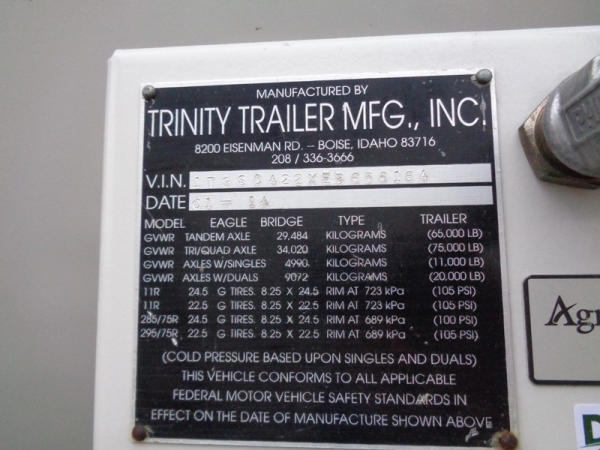 MANUFACTURED BY
TRINITY TRAILER MFG., INC.
8200 EISENMAN RD. – BOISE, IDAHO 83716
208 / 336-3666
V.I.N.
DATE
MODEL EAGLE BRIDGE TYPE TRAILER
GVWR TANDEM AXLE 29,484 KILOGRAMS (65,000 LB)
GVWR TRI/QUAD AXLE 34,020 KILOGRAMS (75,000 LB)
GVWR AXLES W/SINGLES 4990 KILOGRAMS (11,000 LB)
GVWR AXLES W/DUALS 9072 KILOGRAMS (20,000 LB)
11R 24.5 G TIRES. 8.25 X 24.5 RIM AT 723 kPa (105 PSI)
11R 22.5 G TIRES. 8.25 X 22.5 RIM AT 723 kPa (105 PSI)
285/75R 24.5 G TIRES. 8.25 X 24.5 RIM AT 689 kPa (100 PSI)
295/75R 22.5 G TIRES. 8.25 X 22.5 RIM AT 689 kPa (105 PSI)
(COLD PRESSURE BASED UPON SINGLES AND DUALS)
THIS VEHICLE CONFORMS TO ALL APPLICABLE
FEDERAL MOTOR VEHICLE SAFETY STANDARDS IN
EFFECT ON THE DATE OF MANUFACTURE SHOWN ABOVE
Agr